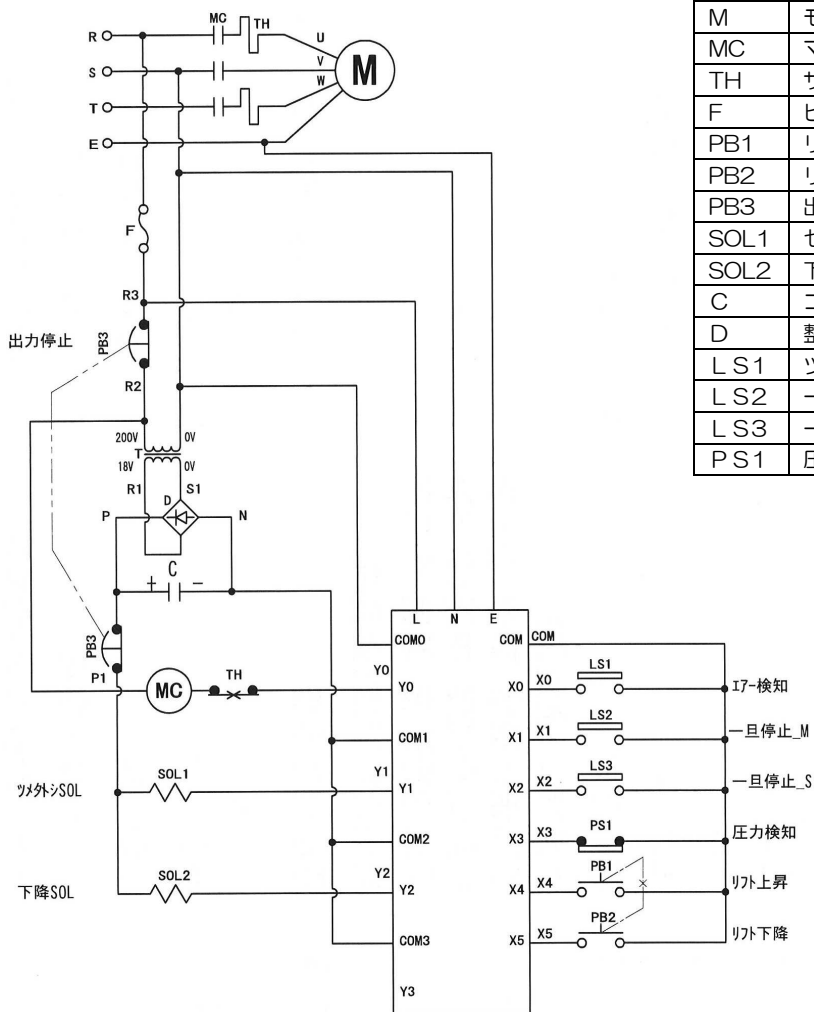 MC
TH
R
U
S
V
M
T
W
E
F
R3
出力停止
PB3
R2
200V
0V
T
18V
0V
R1
S1
D
P
N
C
+
−
PB3
P1
MC
TH
L
N
E
COM0
COM
COM
Y0
Y0
X0
X0
LS1
エアー検知
COM1
X1
X1
LS2
一旦停止_M
ツメ外シSOL
SOL1
Y1
Y1
X2
X2
LS3
一旦停止_S
COM2
X3
X3
PS1
圧力検知
下降SOL
SOL2
Y2
Y2
X4
X4
PB1
リフト上昇
COM3
X5
X5
PB2
リフト下降
Y3
M
MC
TH
F
PB1
PB2
PB3
SOL1
SOL2
C
D
LS1
LS2
LS3
PS1